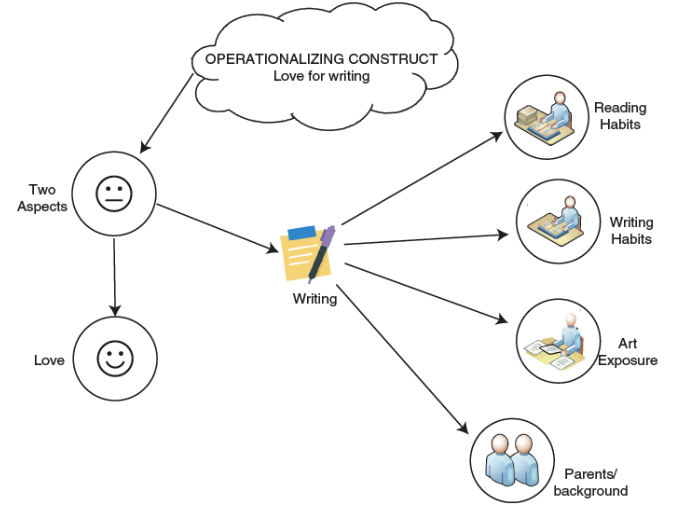 OPERATIONALIZING CONSTRUCT
Love for writing
Two
Aspects
Love
Writing
Reading
Habits
Writing
Habits
Art
Exposure
Parents/
background